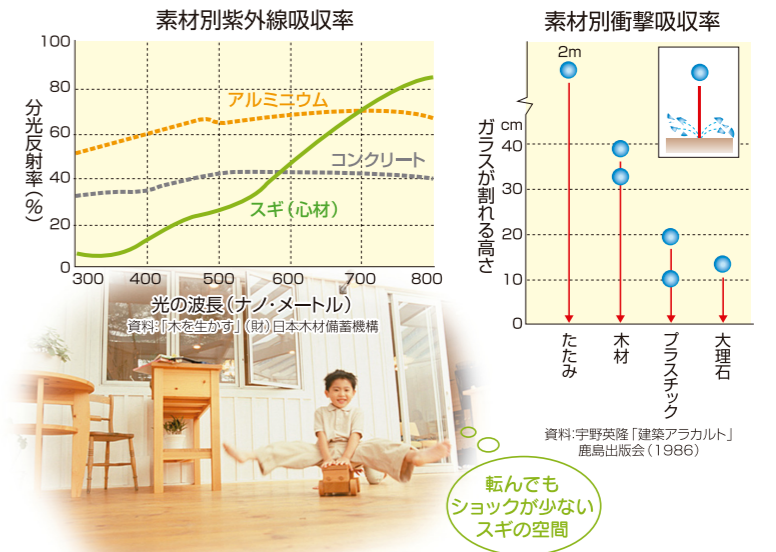 素材別紫外線吸収率
分光反射率(%)
100
80
60
40
20
0
アルミニウム
コンクリート
スギ(心材)
300 400 500 600 700 800
光の波長(ナノ・メートル)
資料:「木を生かす」(財)日本木材備蓄機構
素材別衝撃吸収率
ガラスが割れる高さ
2m
cm
40
30
20
10
0
たたみ
木材
プラスチック
大理石
資料:宇野英隆「建築アラカルト」
鹿島出版会(1986)
転んでも
ショックが少ない
スギの空間